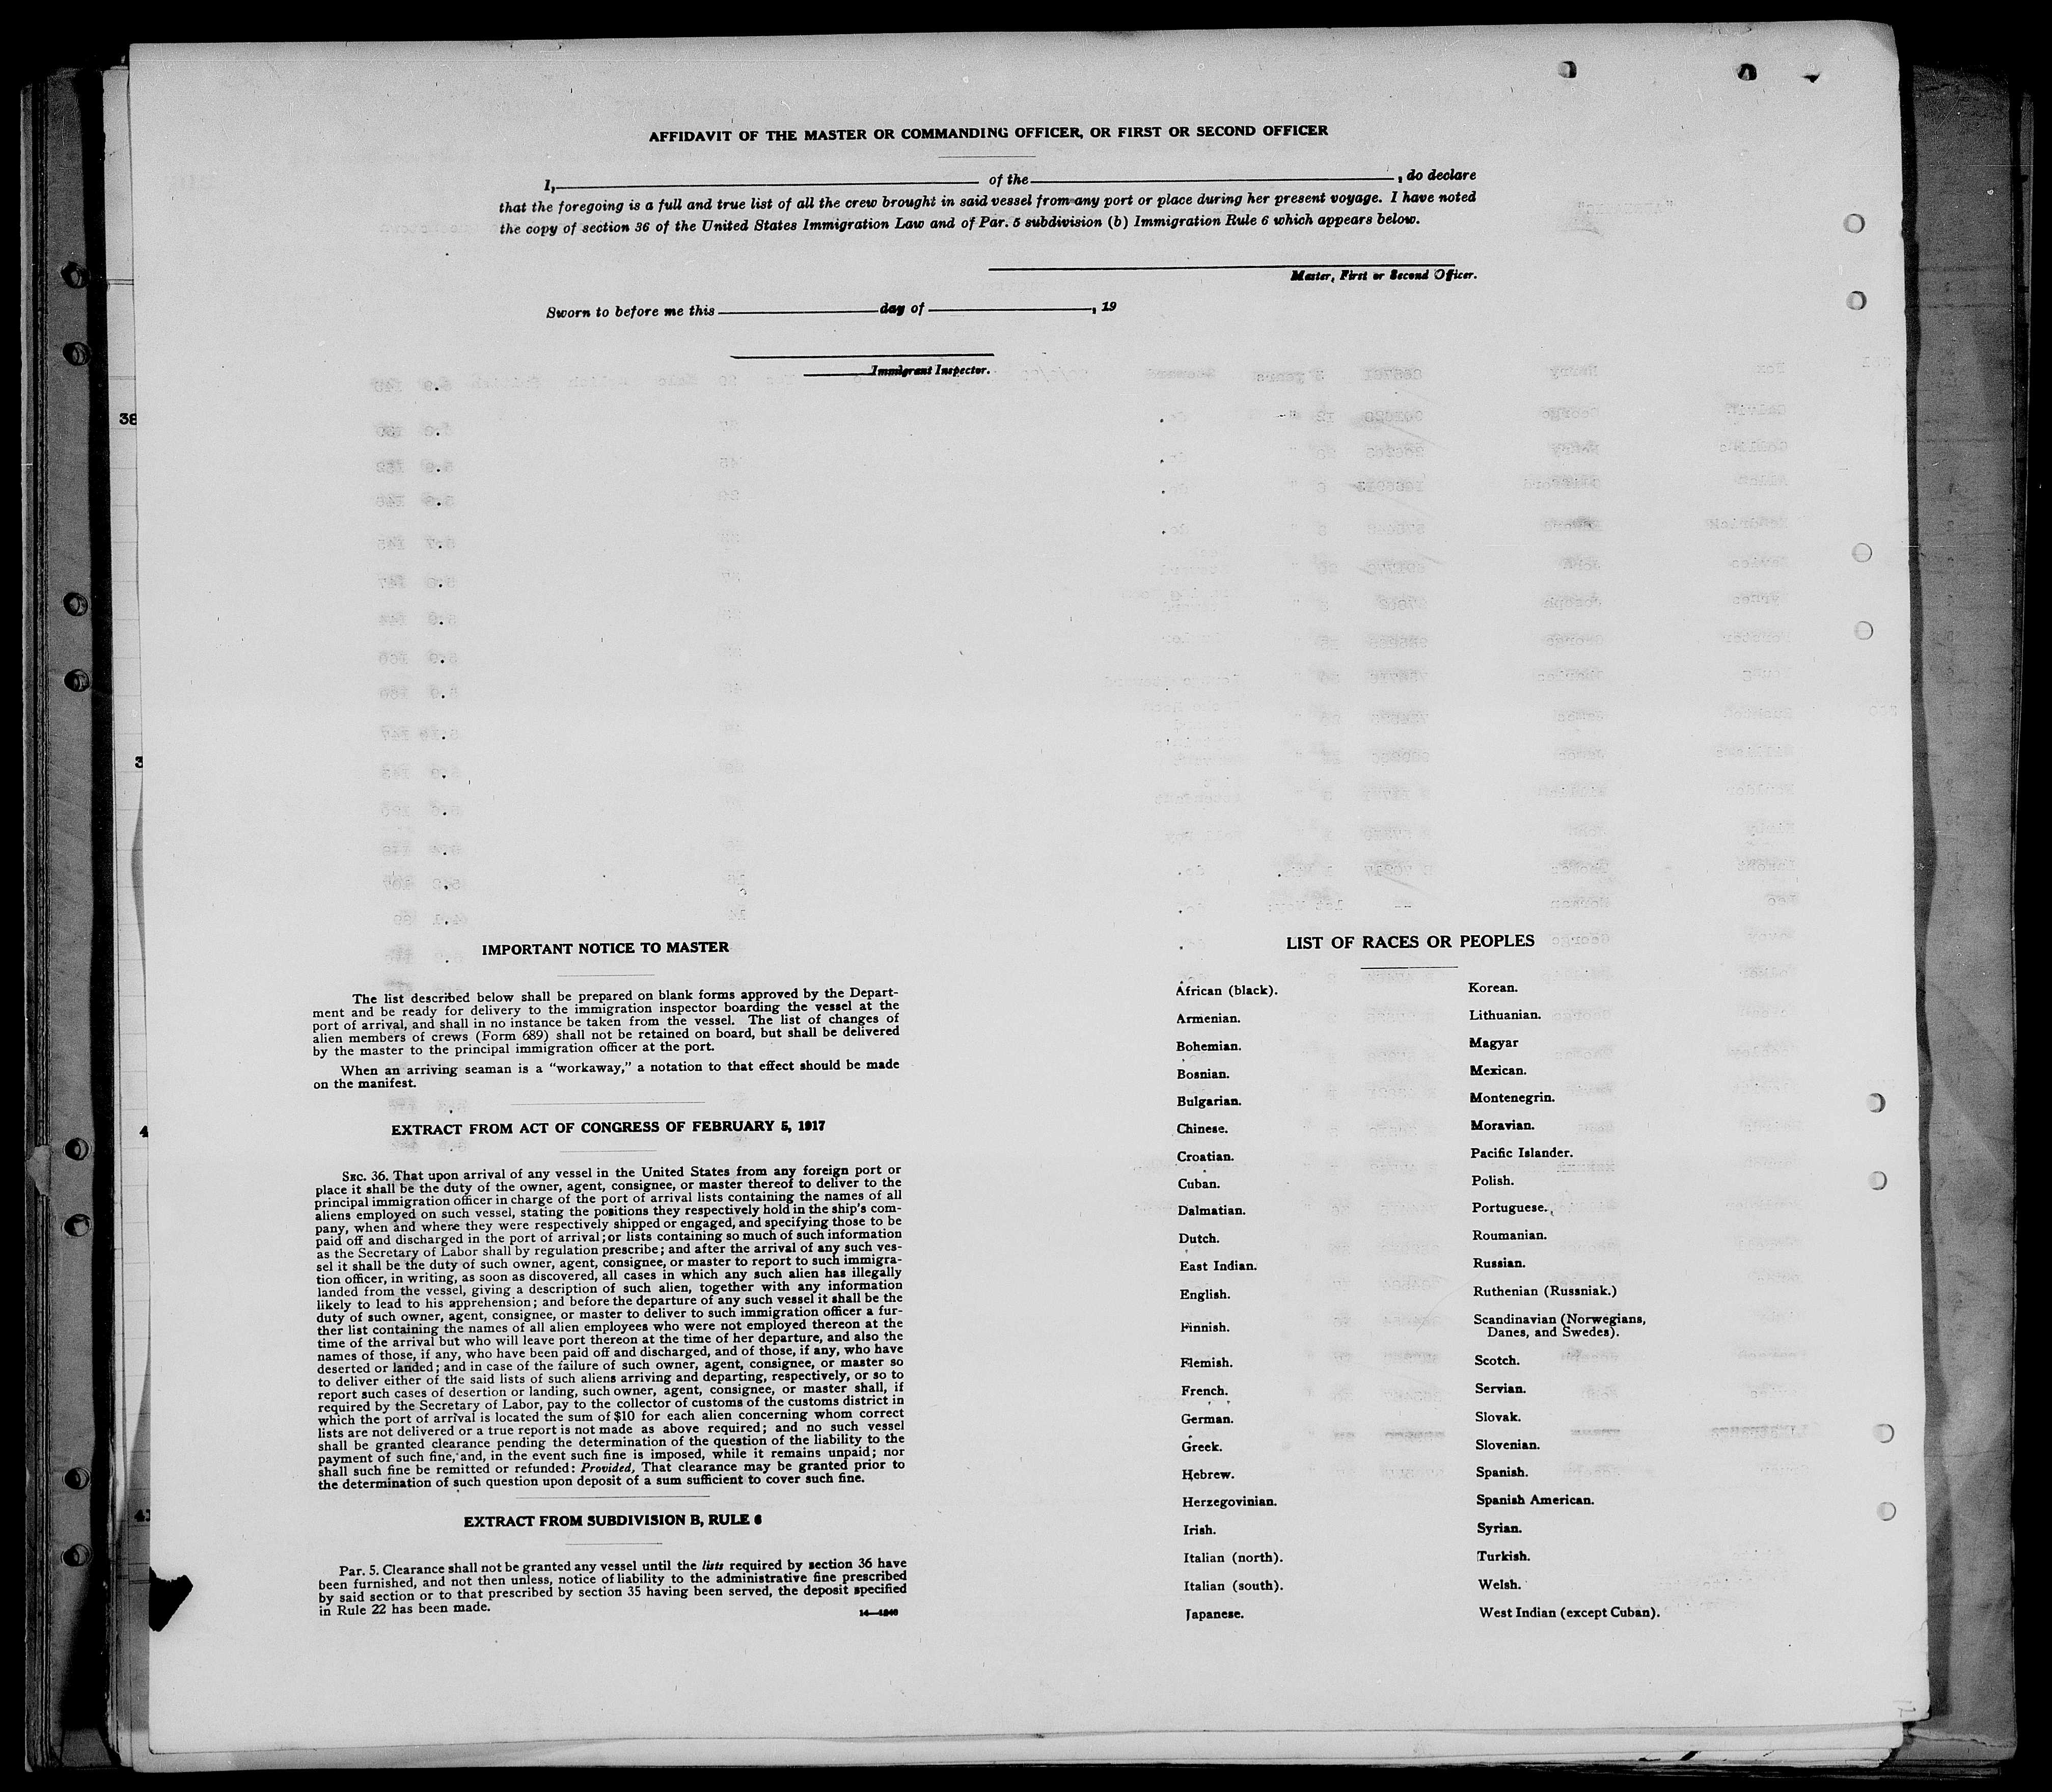 AFFIDAVIT OF THE MASTER OR COMMANDING OFFICER, OR FIRST OR SECOND OFFICER
I, of the , do declare
that the foregoing is a full and true list of all the crew brought in said vessel from any port or place during her present voyage. I have noted
the copy of section 36 of the United States Immigration Law and of Par. 5 subdivision (b) Immigration Rule 6 which appears below.
Master, First or Second Officer.
Sworn to before me this day of , 19
Immigrant Inspector.
38
3
4
41
IMPORTANT NOTICE TO MASTER
The list described below shall be prepared on blank forms approved by the Depart-
ment and be ready for delivery to the immigration inspector boarding the vessel at the
port of arrival, and shall in no instance be taken from the vessel. The list of changes of
alien members of crews (Form 689) shall not be retained on board, but shall be delivered
by the master to the principal immigration officer at the port.
When an arriving seaman is a "workaway," a notation to that effect should be made
on the manifest.
EXTRACT FROM ACT OF CONGRESS OF FEBRUARY 5, 1917
SEC. 36. That upon arrival of any vessel in the United States from any foreign port or
place it shall be the duty of the owner, agent, consignee, or master thereof to deliver to the
principal immigration officer in charge of the port of arrival lists containing the names of all
aliens employed on such vessel, stating the positions they respectively hold in the ship's com-
pany, when and where they were respectively shipped or engaged, and specifying those to be
paid off and discharged in the port of arrival; or lists containing so much of such information
as the Secretary of Labor shall by regulation prescribe; and after the arrival of any such ves-
sel it shall be the duty of such owner, agent, consignee, or master to report to such immigra-
tion officer, in writing, as soon as discovered, all cases in which any such alien has illegally
landed from the vessel, giving a description of such alien, together with any information
likely to lead to his apprehension; and before the departure of any such vessel it shall be the
duty of such owner, agent, consignee, or master to deliver to such immigration officer a fur-
ther list containing the names of all alien employees who were not employed thereon at the
time of the arrival but who will leave port thereon at the time of her departure, and also the
names of those, if any, who have been paid off and discharged, and of those, if any, who have
deserted or landed; and in case of the failure of such owner, agent, consignee, or master so
to deliver either of the said lists of such aliens arriving and departing, respectively, or so to
report such cases of desertion or landing, such owner, agent, consignee, or master shall, if
required by the Secretary of Labor, pay to the collector of customs of the customs district in
which the port of arrival is located the sum of $10 for each alien concerning whom correct
lists are not delivered or a true report is not made as above required; and no such vessel
shall be granted clearance pending the determination of the question of the liability to the
payment of such fine, and, in the event such fine is imposed, while it remains unpaid; nor
shall such fine be remitted or refunded: Provided, That clearance may be granted prior to
the determination of such question upon deposit of a sum sufficient to cover such fine.
EXTRACT FROM SUBDIVISION B, RULE 6
Par. 5. Clearance shall not be granted any vessel until the lists required by section 36 have
been furnished, and not then unless, notice of liability to the administrative fine prescribed
by said section or to that prescribed by section 35 having been served, the deposit specified
in Rule 22 has been made.
LIST OF RACES OR PEOPLES
African (black).
Armenian.
Bohemian.
Bosnian.
Bulgarian.
Chinese.
Croatian.
Cuban.
Dalmatian.
Dutch.
East Indian.
English.
Finnish.
Flemish.
French.
German.
Greek.
Hebrew.
Herzegovinian.
Irish.
Italian (north).
Italian (south).
Japanese.
Korean.
Lithuanian.
Magyar
Mexican.
Montenegrin.
Moravian.
Pacific Islander.
Polish.
Portuguese.
Roumanian.
Russian.
Ruthenian (Russniak.)
Scandinavian (Norwegians,
Danes, and Swedes).
Scotch.
Servian.
Slovak.
Slovenian.
Spanish.
Spanish American.
Syrian.
Turkish.
Welsh.
West Indian (except Cuban).